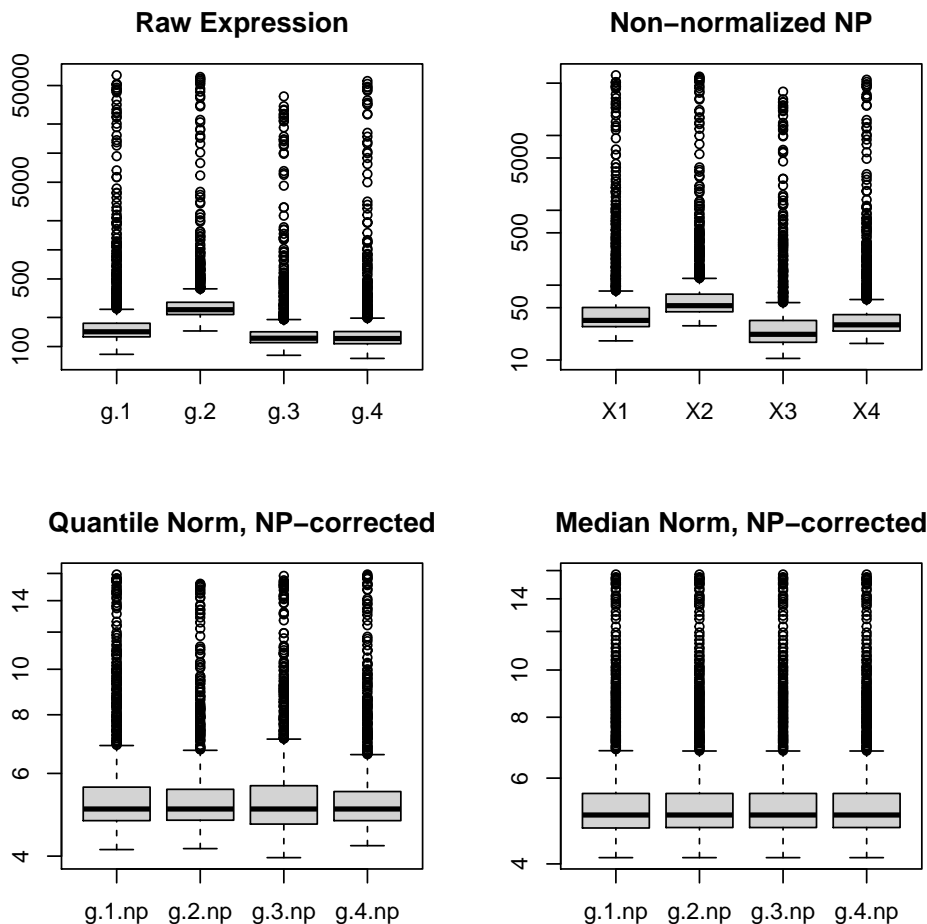 Raw Expression
50000
5000
500
100
g.1 g.2 g.3 g.4
Non−normalized NP
5000
500
50
10
X1 X2 X3 X4
Quantile Norm, NP−corrected
14
10
8
6
4
g.1.np g.2.np g.3.np g.4.np
Median Norm, NP−corrected
14
10
8
6
4
g.1.np g.2.np g.3.np g.4.np